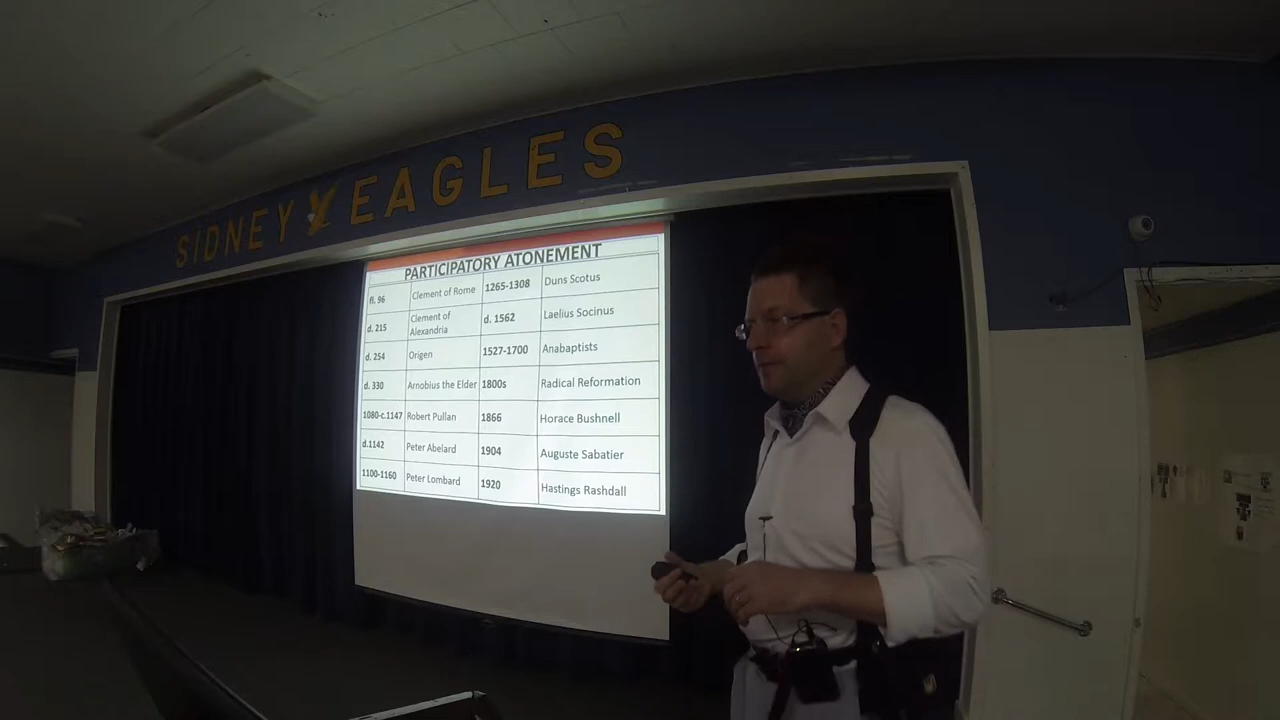 SIDNEY EAGLES
PARTICIPATORY ATONEMENT
fl. 96 Clement of Rome 1265-1308 Duns Scotus
d. 215 Clement of Alexandria d. 1562 Laelius Socinus
d. 254 Origen 1527-1700 Anabaptists
d. 330 Arnobius the Elder 1800s Radical Reformation
1080-c.1147 Robert Pullan 1866 Horace Bushnell
d.1142 Peter Abelard 1904 Auguste Sabatier
1100-1160 Peter Lombard 1920 Hastings Rashdall